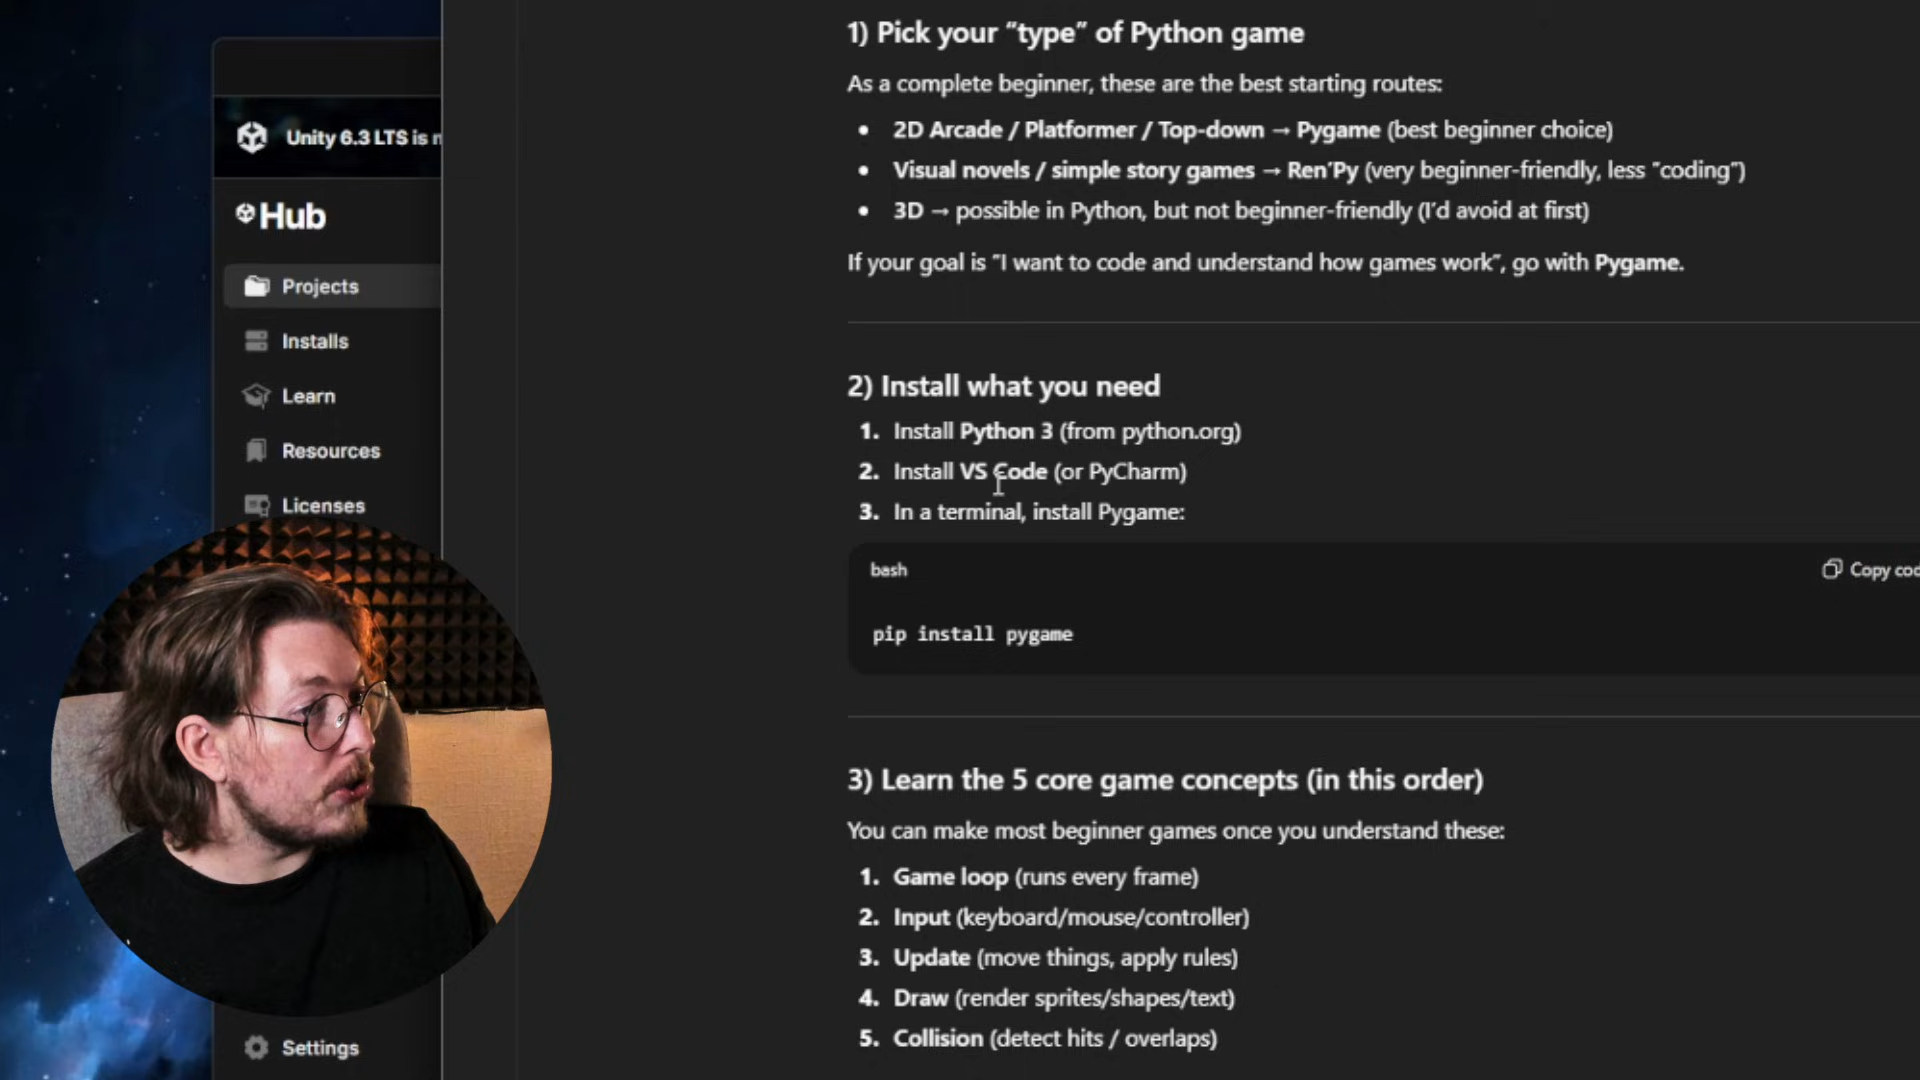 Unity 6.3 LTS is
Hub
Projects
Installs
Learn
Resources
Licenses
Settings
1) Pick your “type” of Python game
As a complete beginner, these are the best starting routes:
• 2D Arcade / Platformer / Top-down → Pygame (best beginner choice)
• Visual novels / simple story games → Ren'Py (very beginner-friendly, less "coding")
• 3D → possible in Python, but not beginner-friendly (I'd avoid at first)
If your goal is "I want to code and understand how games work", go with Pygame.
2) Install what you need
1. Install Python 3 (from python.org)
2. Install VS Code (or PyCharm)
3. In a terminal, install Pygame:
bash
Copy cod
pip install pygame
3) Learn the 5 core game concepts (in this order)
You can make most beginner games once you understand these:
1. Game loop (runs every frame)
2. Input (keyboard/mouse/controller)
3. Update (move things, apply rules)
4. Draw (render sprites/shapes/text)
5. Collision (detect hits / overlaps)